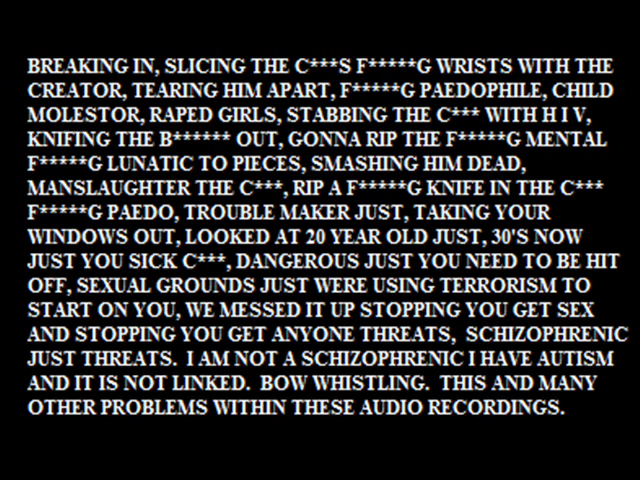 BREAKING IN, SLICING THE C***S F*****G WRISTS WITH THE
CREATOR, TEARING HIM APART, F*****G PAEDOPHILE, CHILD
MOLESTOR, RAPED GIRLS, STABBING THE C*** WITH H I V,
KNIFING THE B****** OUT, GONNA RIP THE F*****G MENTAL
F*****G LUNATIC TO PIECES, SMASHING HIM DEAD,
MANSLAUGHTER THE C***, RIP A F*****G KNIFE IN THE C***
F*****G PAEDO, TROUBLE MAKER JUST, TAKING YOUR
WINDOWS OUT, LOOKED AT 20 YEAR OLD JUST, 30'S NOW
JUST YOU SICK C***, DANGEROUS JUST YOU NEED TO BE HIT
OFF, SEXUAL GROUNDS JUST WERE USING TERRORISM TO
START ON YOU, WE MESSED IT UP STOPPING YOU GET SEX
AND STOPPING YOU GET ANYONE THREATS,  SCHIZOPHRENIC
JUST THREATS.  I AM NOT A SCHIZOPHRENIC I HAVE AUTISM
AND IT IS NOT LINKED.  BOW WHISTLING.  THIS AND MANY
OTHER PROBLEMS WITHIN THESE AUDIO RECORDINGS.